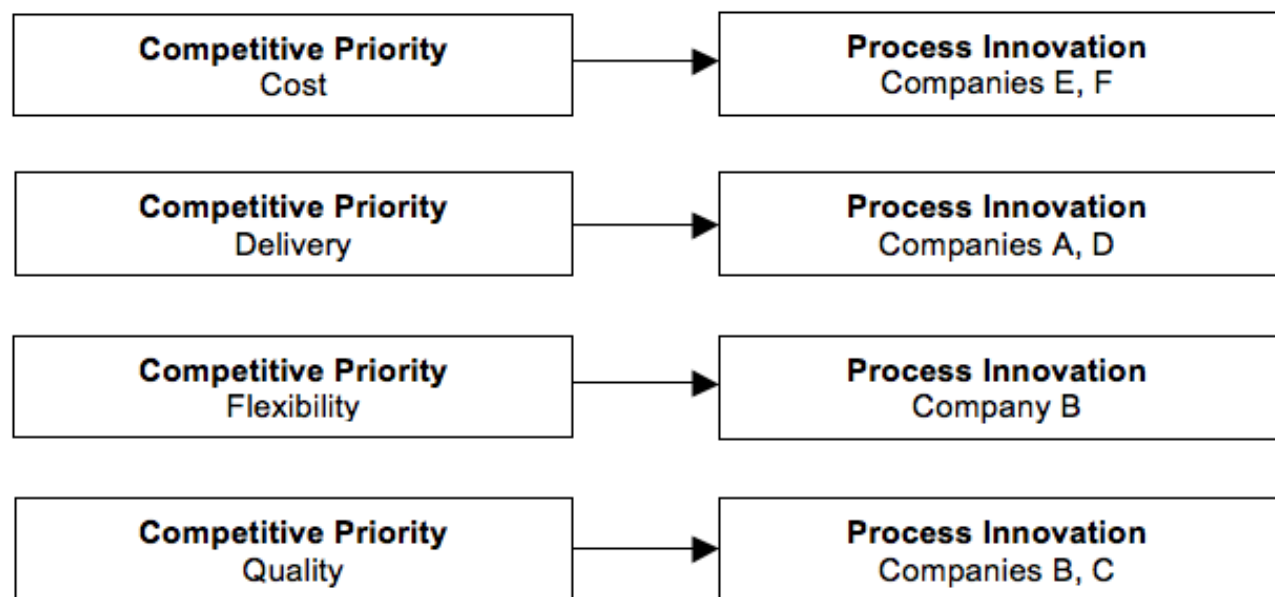 Competitive Priority
Cost
Process Innovation
Companies E, F
Competitive Priority
Delivery
Process Innovation
Companies A, D
Competitive Priority
Flexibility
Process Innovation
Company B
Competitive Priority
Quality
Process Innovation
Companies B, C